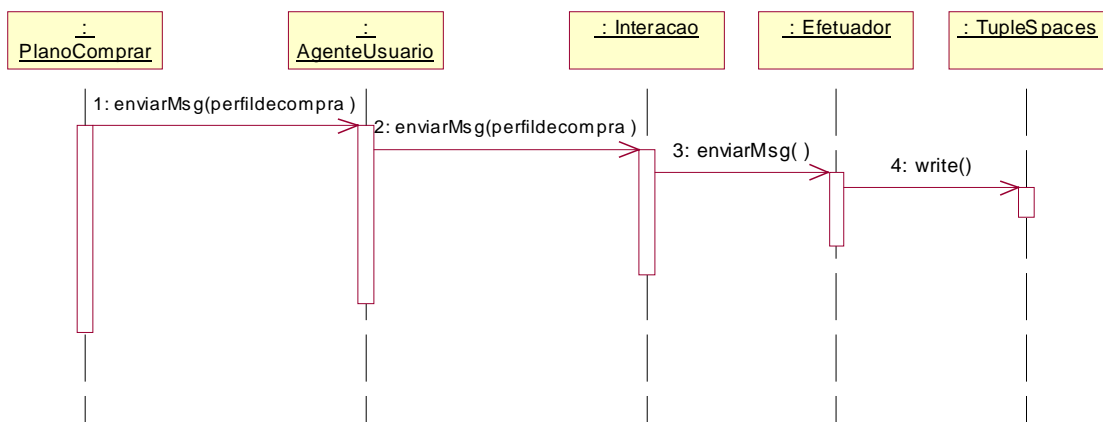 :
PlanoComprar
:
AgenteUsuario
: Interacao
: Efetuador
: TupleSpaces
1: enviarMsg(perfildecompra )
2: enviarMsg(perfildecompra )
3: enviarMsg( )
4: write()